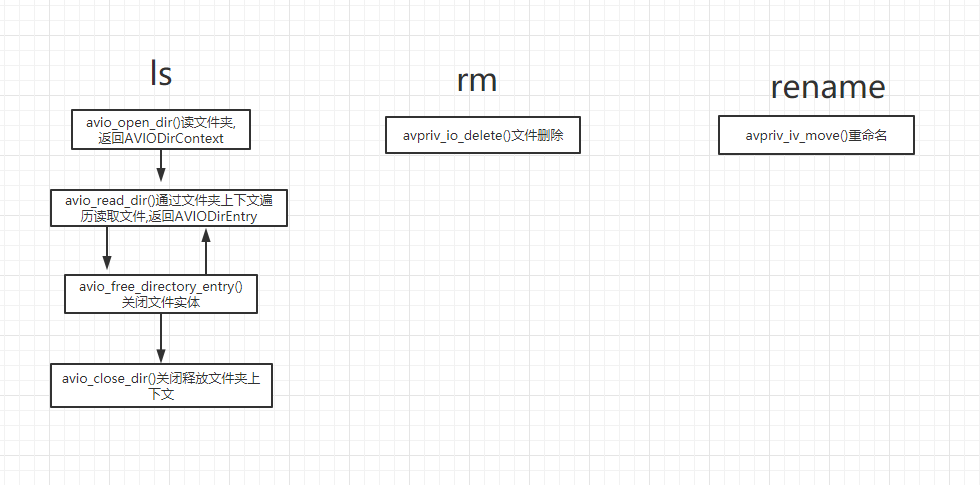 ls
avio_open_dir()读文件夹,
返回AVIODirContext
avio_read_dir()通过文件夹上下文遍
历读取文件,返回AVIODirEntry
avio_free_directory_entry()
关闭文件实体
avio_close_dir()关闭释放文件夹上
下文
rm
avpriv_io_delete()文件删除
rename
avpriv_iv_move()重命名